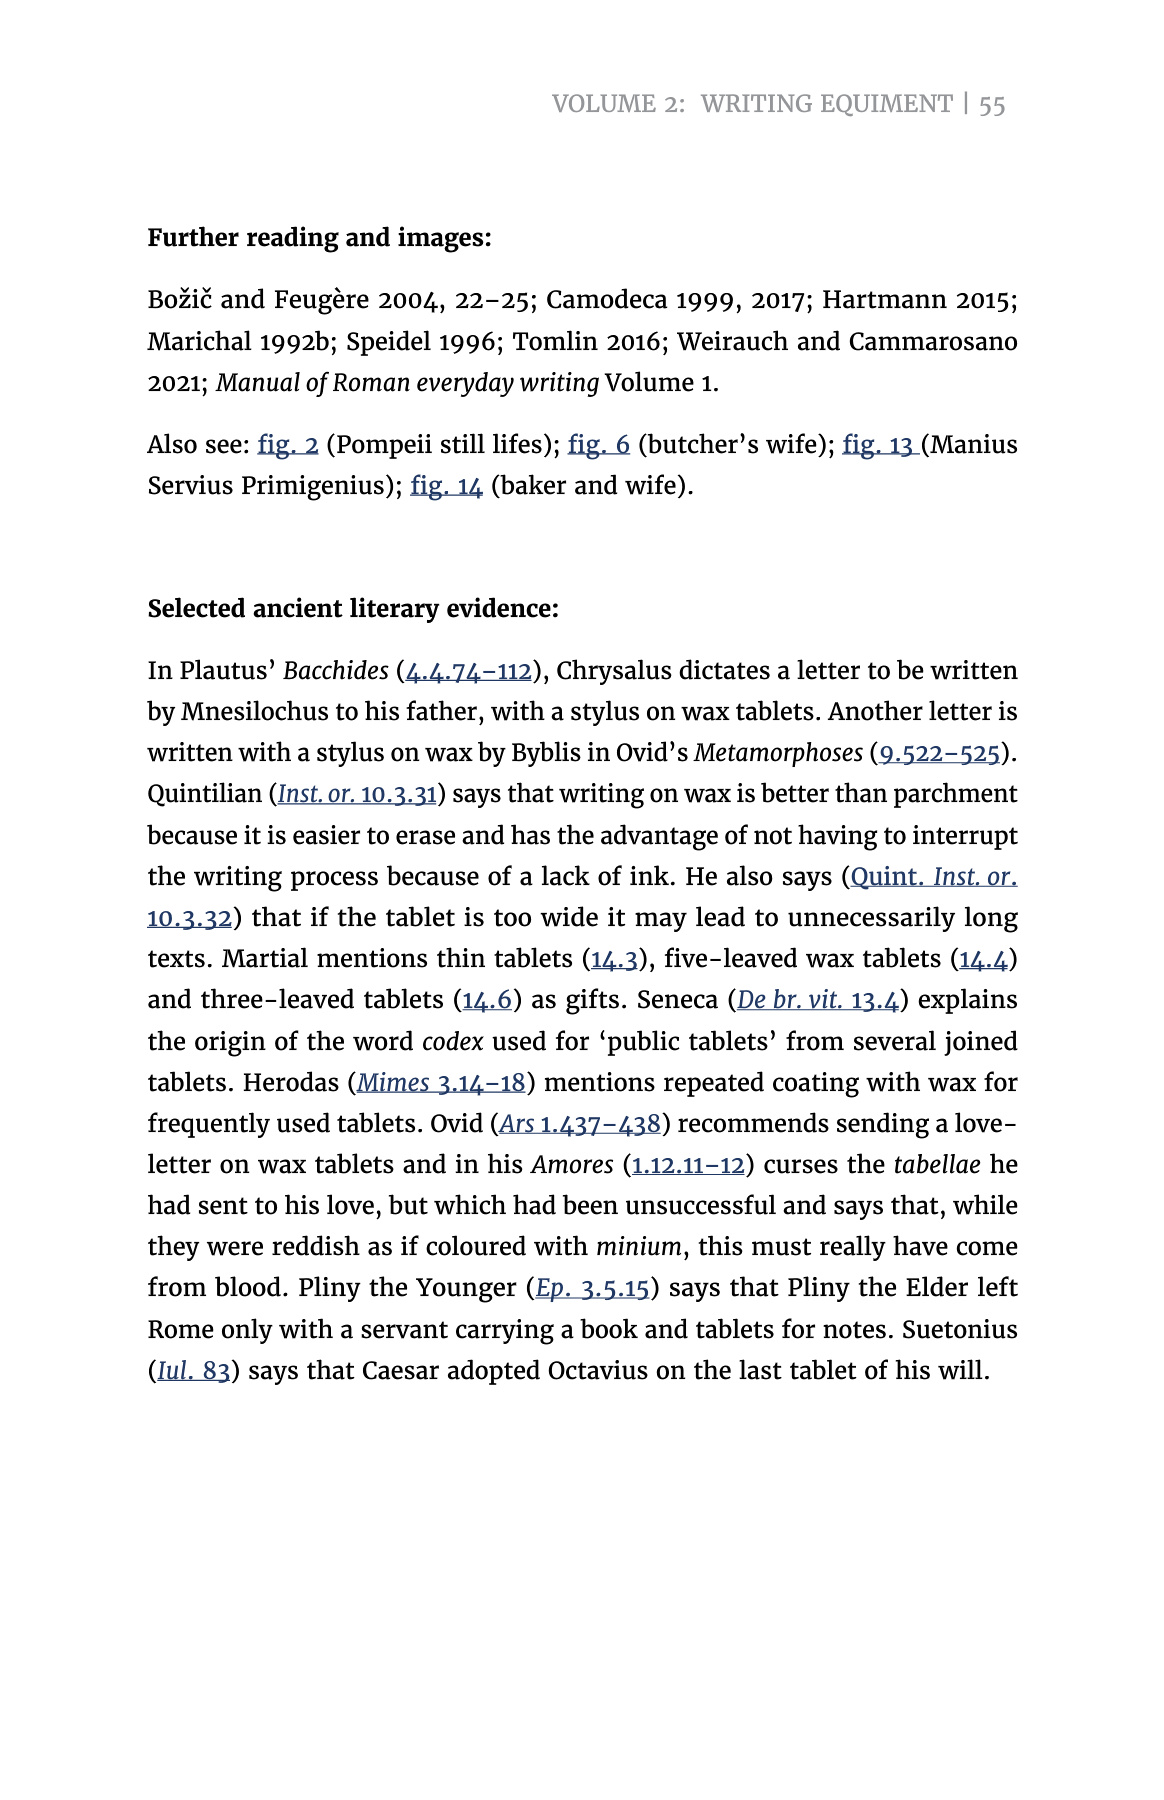 VOLUME 2: WRITING EQUIMENT | 55
Further reading and images:
Božič and Feugère 2004, 22–25; Camodeca 1999, 2017; Hartmann 2015;
Marichal 1992b; Speidel 1996; Tomlin 2016; Weirauch and Cammarosano
2021; Manual of Roman everyday writing Volume 1.
Also see: fig. 2 (Pompeii still lifes); fig. 6 (butcher’s wife); fig. 13 (Manius
Servius Primigenius); fig. 14 (baker and wife).
Selected ancient literary evidence:
In Plautus’ Bacchides (4.4.74–112), Chrysalus dictates a letter to be written
by Mnesilochus to his father, with a stylus on wax tablets. Another letter is
written with a stylus on wax by Byblis in Ovid’s Metamorphoses (9.522–525).
Quintilian (Inst. or. 10.3.31) says that writing on wax is better than parchment
because it is easier to erase and has the advantage of not having to interrupt
the writing process because of a lack of ink. He also says (Quint. Inst. or.
10.3.32) that if the tablet is too wide it may lead to unnecessarily long
texts. Martial mentions thin tablets (14.3), five-leaved wax tablets (14.4)
and three-leaved tablets (14.6) as gifts. Seneca (De br. vit. 13.4) explains
the origin of the word codex used for ‘public tablets’ from several joined
tablets. Herodas (Mimes 3.14–18) mentions repeated coating with wax for
frequently used tablets. Ovid (Ars 1.437–438) recommends sending a love-
letter on wax tablets and in his Amores (1.12.11–12) curses the tabellae he
had sent to his love, but which had been unsuccessful and says that, while
they were reddish as if coloured with minium, this must really have come
from blood. Pliny the Younger (Ep. 3.5.15) says that Pliny the Elder left
Rome only with a servant carrying a book and tablets for notes. Suetonius
(Iul. 83) says that Caesar adopted Octavius on the last tablet of his will.